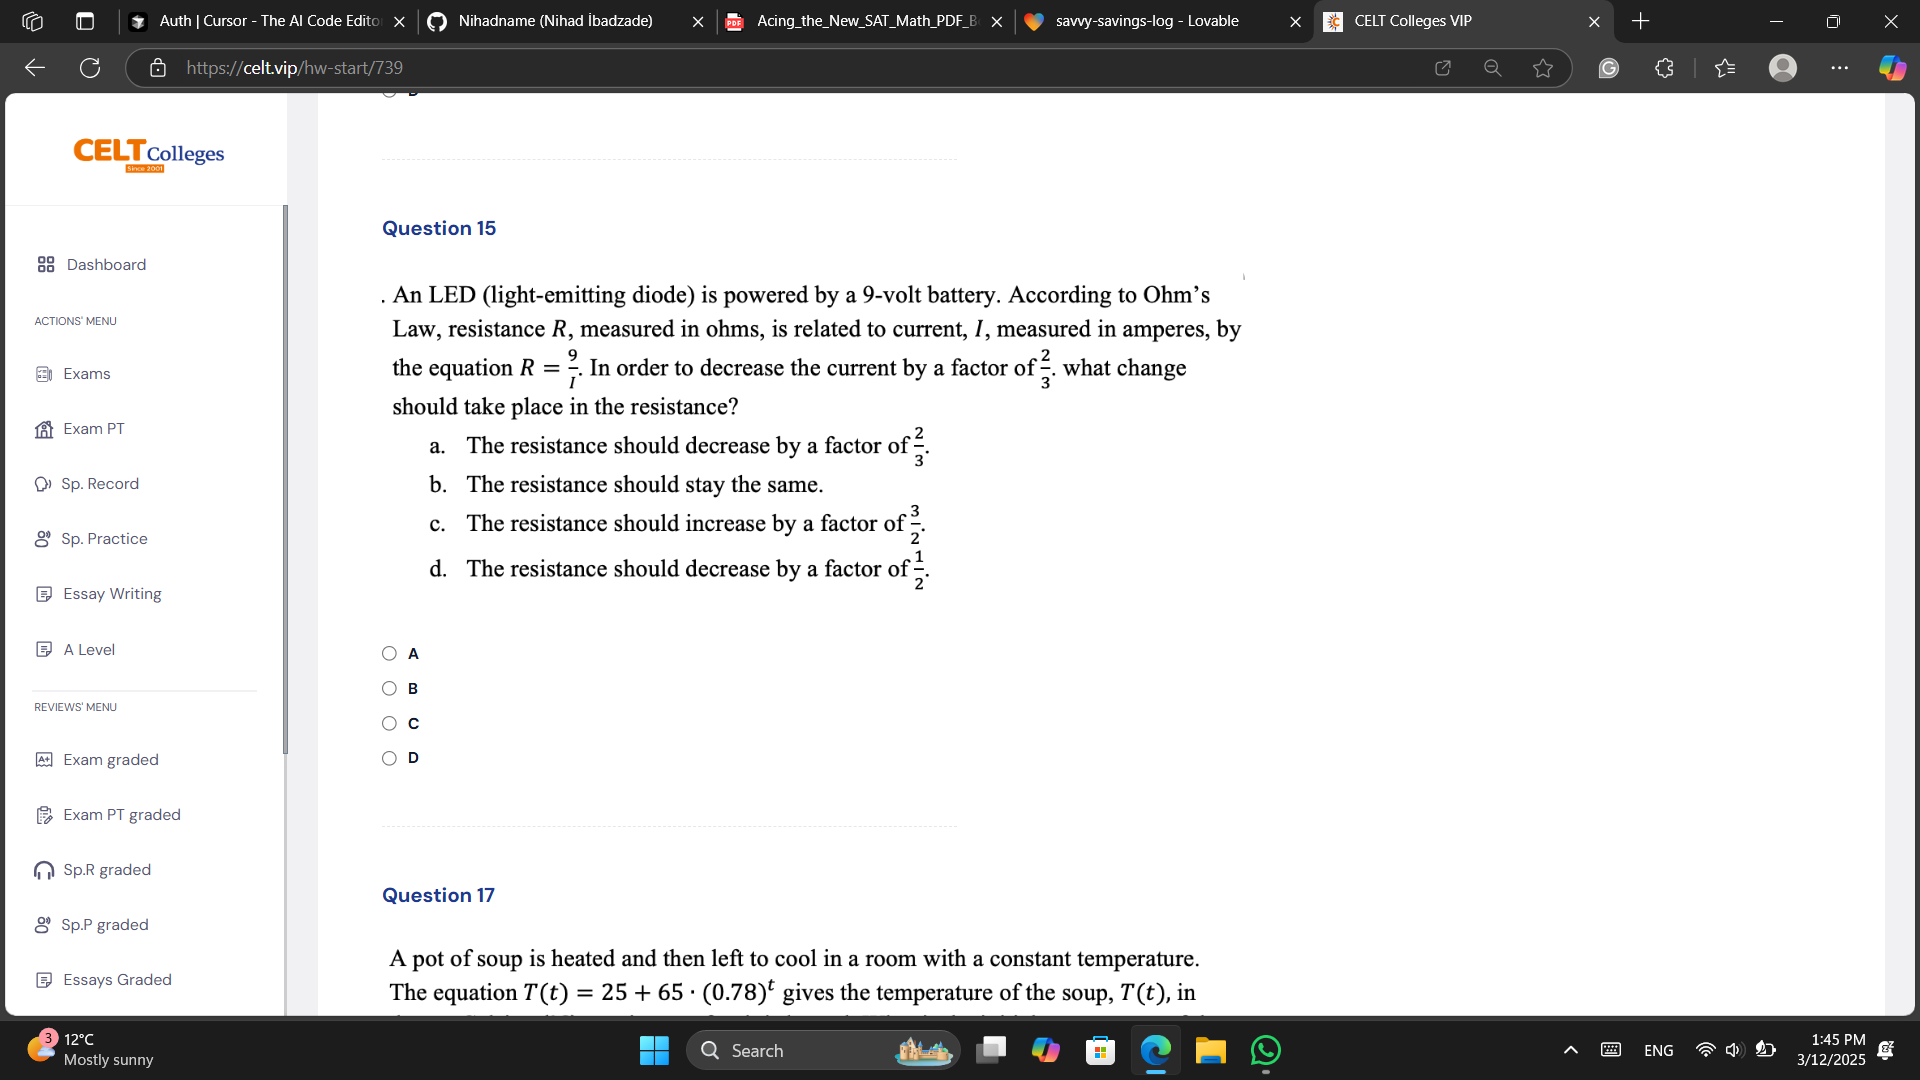 Auth | Cursor - The AI Code Edito
Nihadname (Nihad İbadzade)
Acing_the_New_SAT_Math_PDF_B
savvy-savings-log - Lovable
CELT Colleges VIP
https://celt.vip/hw-start/739
CELT Colleges
Since 2001
Dashboard
ACTIONS' MENU
Exams
Exam PT
Sp. Record
Sp. Practice
Essay Writing
A Level
REVIEWS' MENU
Exam graded
Exam PT graded
Sp.R graded
Sp.P graded
Essays Graded
Question 15
. An LED (light-emitting diode) is powered by a 9-volt battery. According to Ohm's
Law, resistance R, measured in ohms, is related to current, I, measured in amperes, by
the equation R = 9/I. In order to decrease the current by a factor of 2/3. what change
should take place in the resistance?
a. The resistance should decrease by a factor of 2/3.
b. The resistance should stay the same.
c. The resistance should increase by a factor of 3/2.
d. The resistance should decrease by a factor of 1/2.
A
B
C
D
Question 17
A pot of soup is heated and then left to cool in a room with a constant temperature.
The equation T(t) = 25 + 65 · (0.78)^t gives the temperature of the soup, T(t), in
3
12°C
Mostly sunny
Search
ENG
1:45 PM
3/12/2025